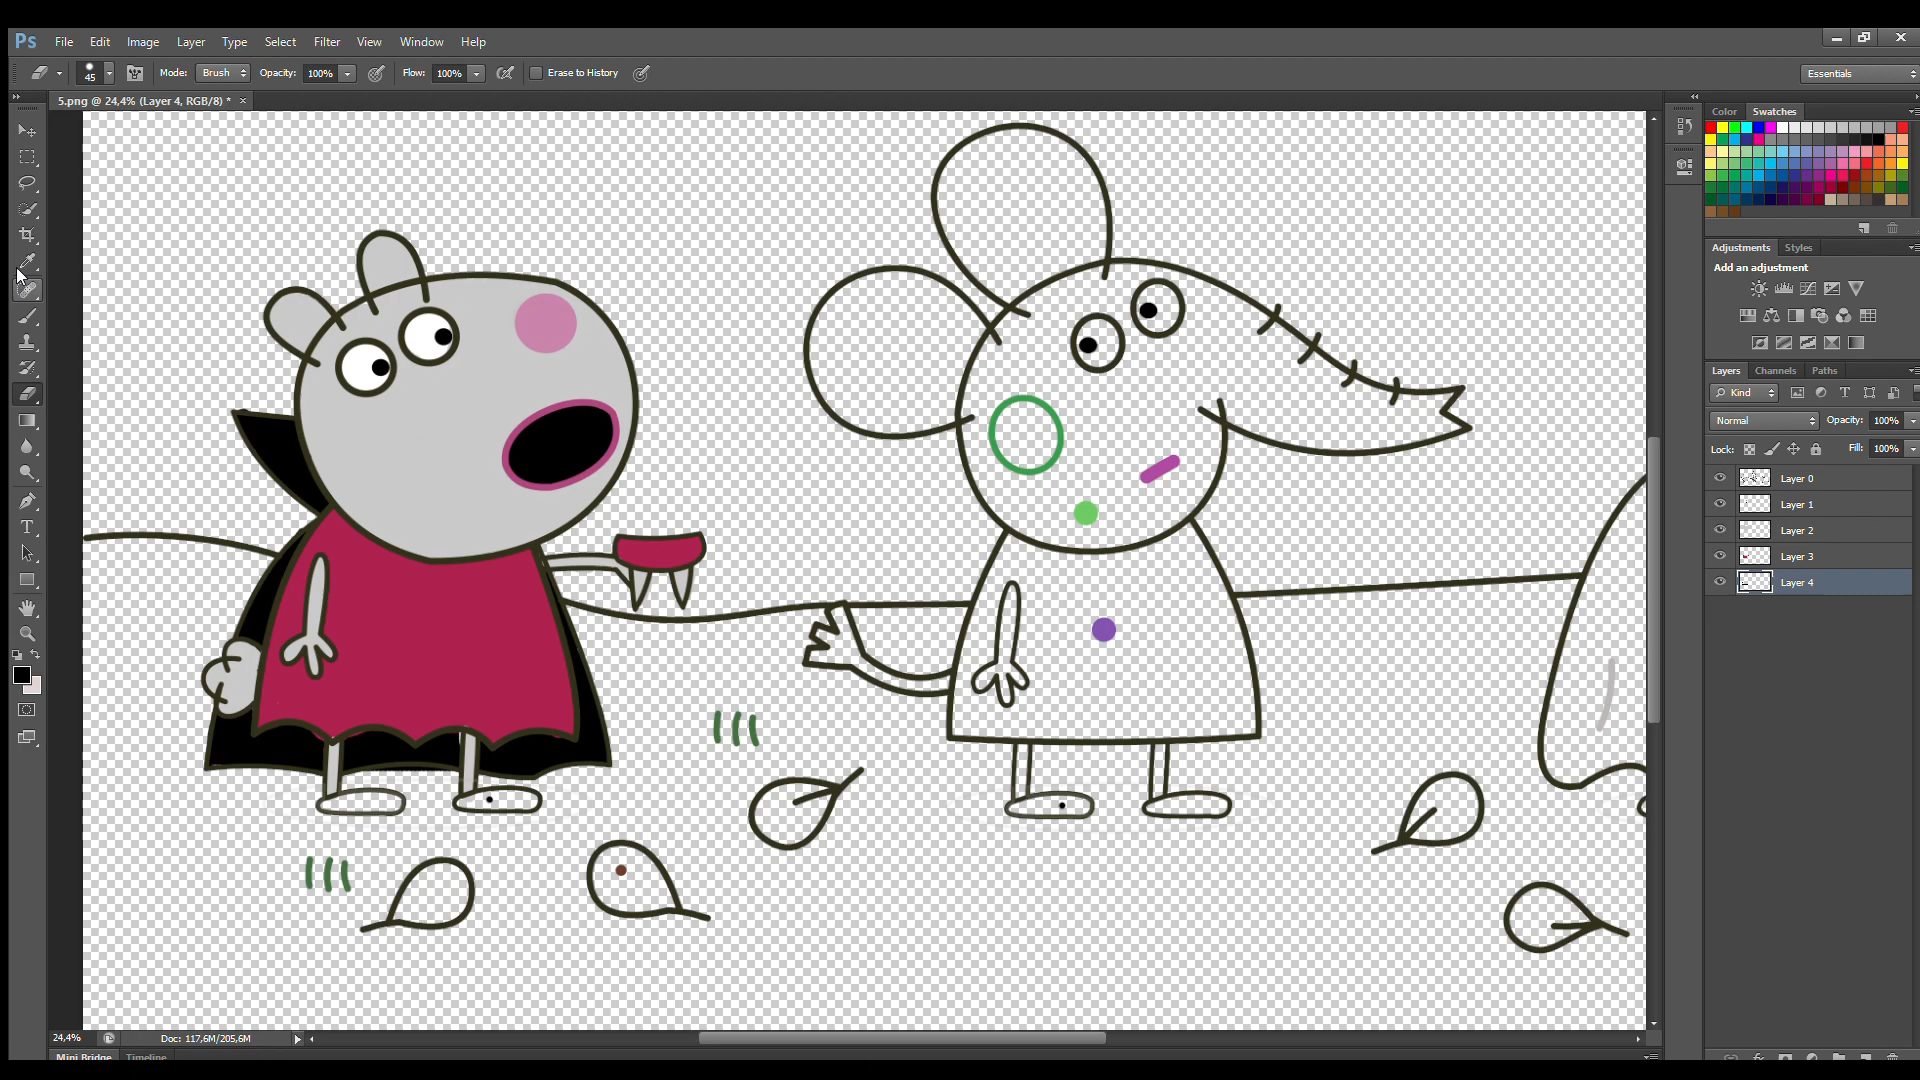 Ps File Edit Image Layer Type Select Filter View Window Help
45 Mode: Brush Opacity: 100% Flow: 100% Erase to History Essentials
5.png @ 24,4% (Layer 4, RGB/8) * ×
Color Swatches
Adjustments Styles
Add an adjustment
Layers Channels Paths
Kind
Normal Opacity: 100%
Lock: Fill: 100%
Layer 0
Layer 1
Layer 2
Layer 3
Layer 4
24,4% Doc: 117,6M/205,6M
Mini Bridge Timeline